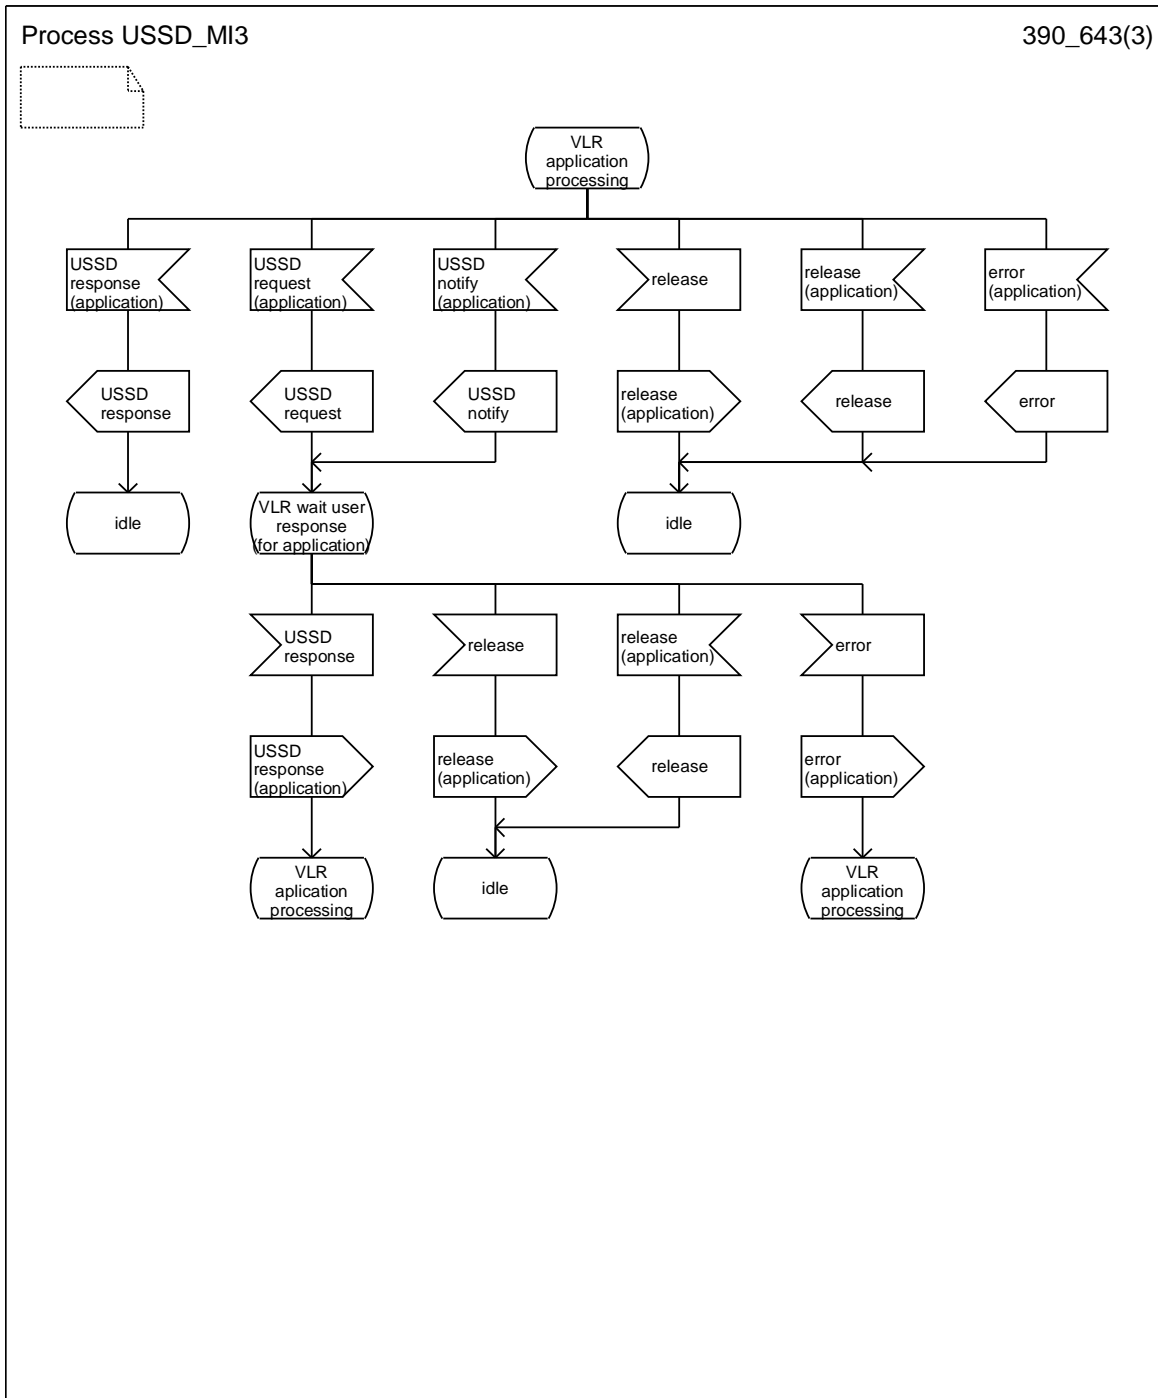 Process USSD_MI3
390_643(3)
VLR
application
processing
USSD
response
(application)
USSD
request
(application)
USSD
notify
(application)
release
release
(application)
error
(application)
USSD
response
USSD
request
USSD
notify
release
(application)
release
error
idle
VLR wait user
response
(for application)
idle
USSD
response
release
release
(application)
error
USSD
response
(application)
release
(application)
release
error
(application)
VLR
aplication
processing
idle
VLR
application
processing